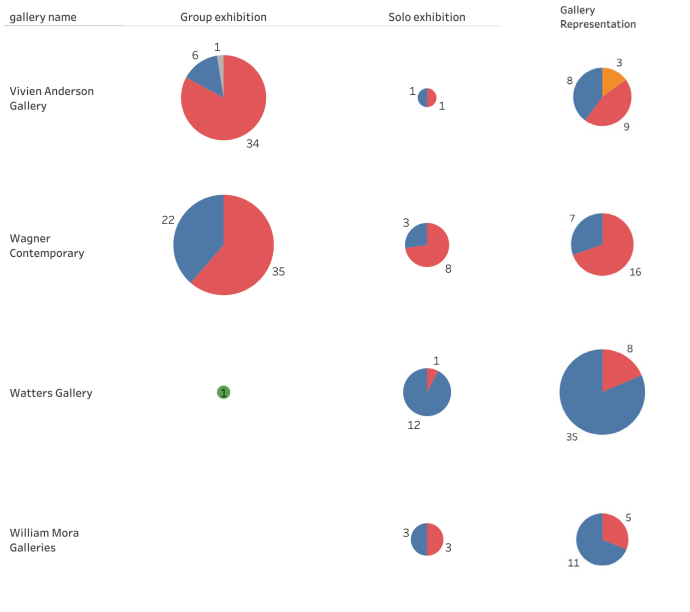 gallery name
Group exhibition
Solo exhibition
Gallery
Representation
Vivien Anderson
Gallery
1
6
34
1
1
3
8
9
Wagner
Contemporary
22
35
3
8
7
16
Watters Gallery
1
1
12
8
35
William Mora
Galleries
3
3
5
11